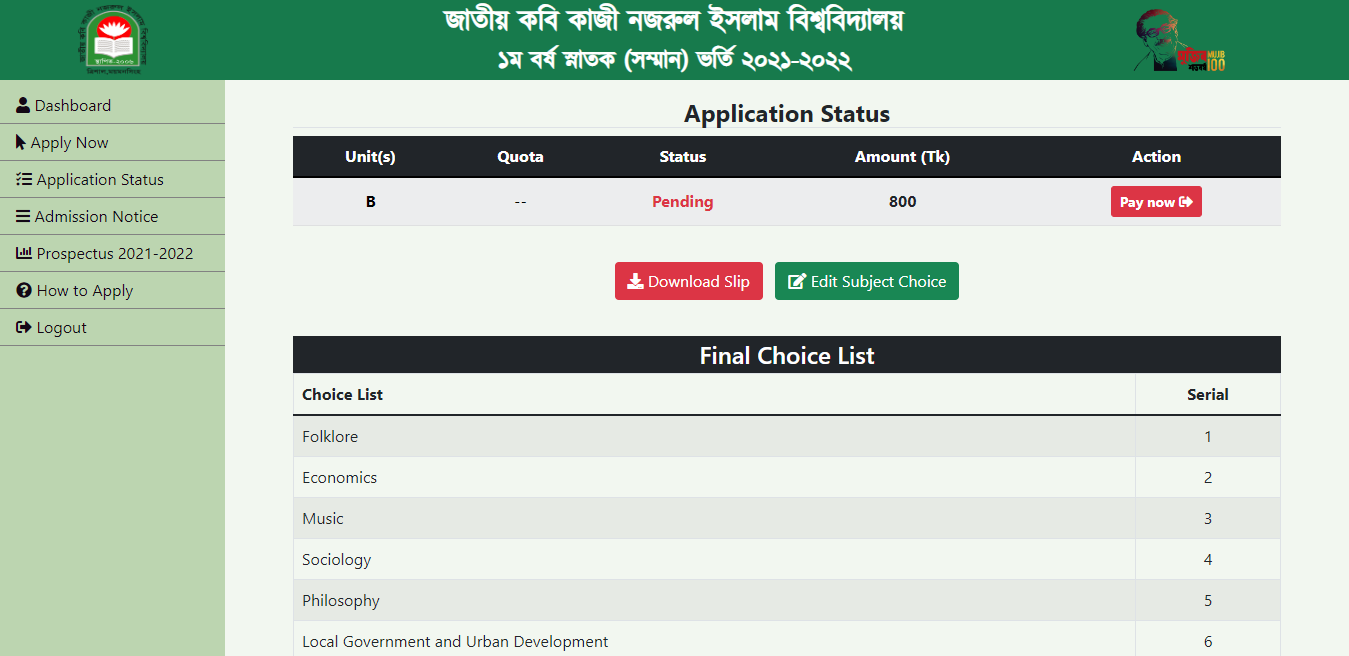 জাতীয় কবি কাজী নজরুল ইসলাম বিশ্ববিদ্যালয়
১ম বর্ষ স্নাতক (সম্মান) ভর্তি ২০২১-২০২২
MUJIB
100
Dashboard
Apply Now
Application Status
Admission Notice
Prospectus 2021-2022
How to Apply
Logout
Application Status
Unit(s) Quota Status Amount (Tk) Action
B -- Pending 800 Pay now
Download Slip Edit Subject Choice
Final Choice List
Choice List Serial
Folklore 1
Economics 2
Music 3
Sociology 4
Philosophy 5
Local Government and Urban Development 6